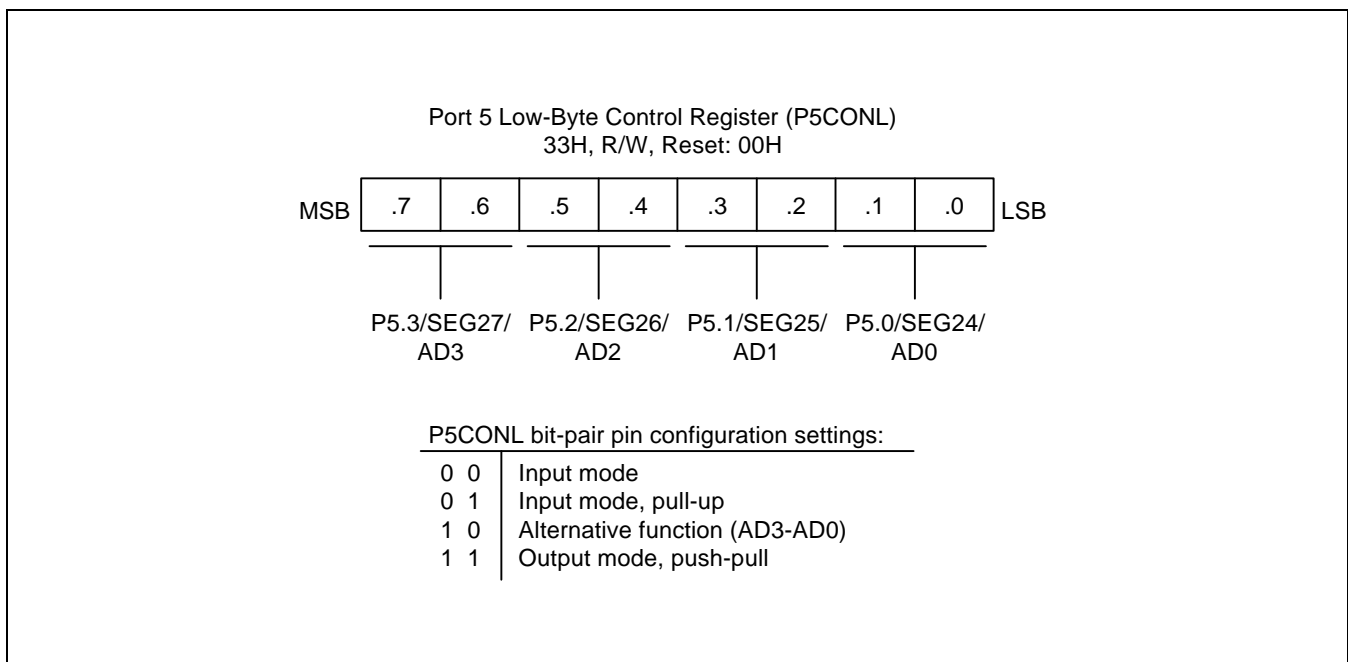 Port 5 Low-Byte Control Register (P5CONL)
33H, R/W, Reset: 00H
MSB .7 .6 .5 .4 .3 .2 .1 .0 LSB
P5.3/SEG27/ P5.2/SEG26/ P5.1/SEG25/ P5.0/SEG24/
AD3 AD2 AD1 AD0
P5CONL bit-pair pin configuration settings:
0 0 Input mode
0 1 Input mode, pull-up
1 0 Alternative function (AD3-AD0)
1 1 Output mode, push-pull